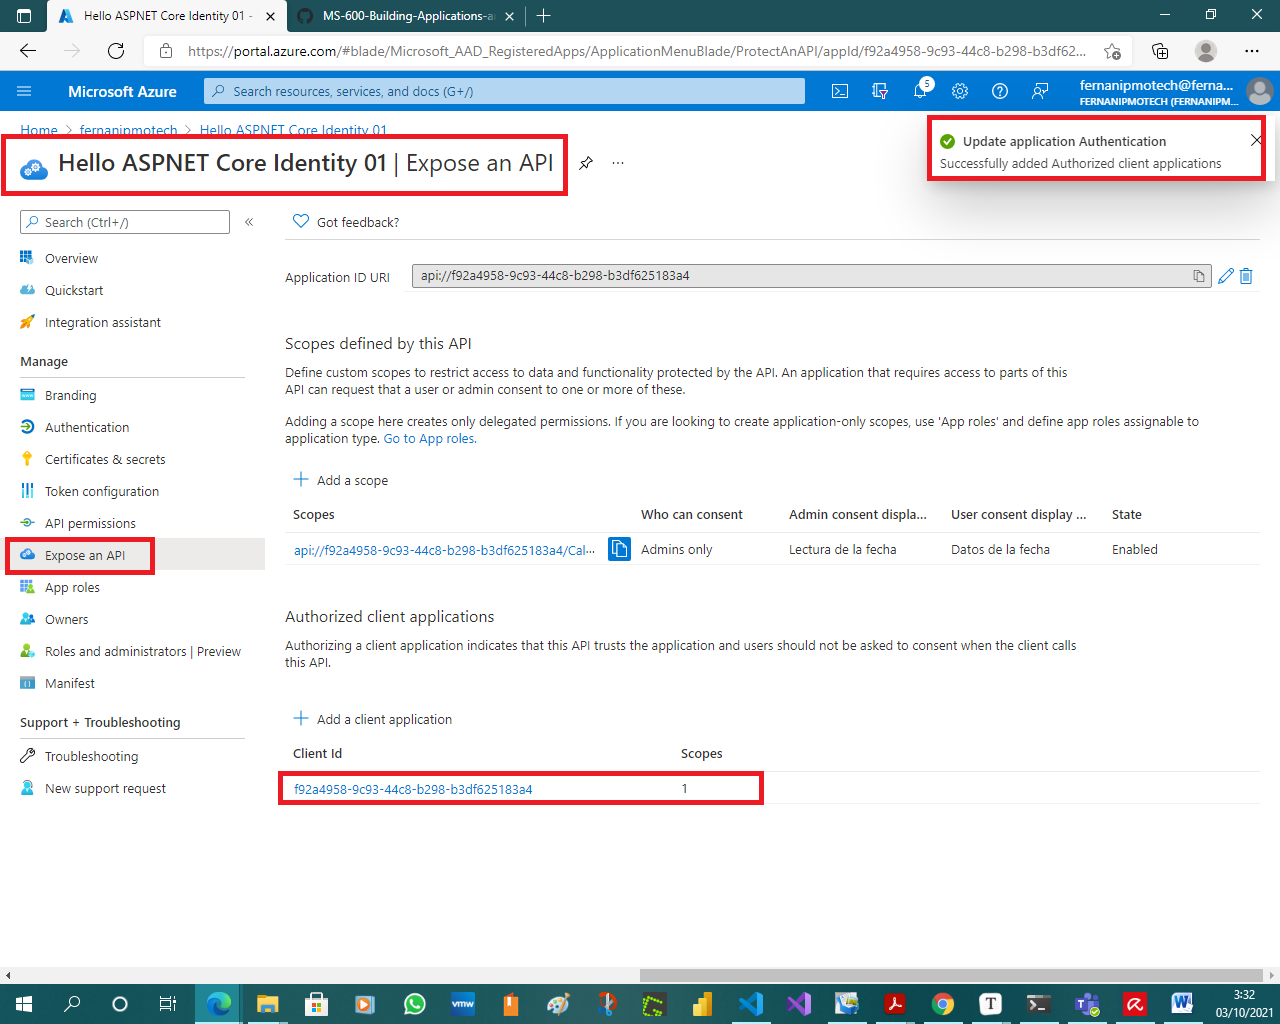 Hello ASPNET Core Identity 01 -
MS-600-Building-Applications-a
https://portal.azure.com/#blade/Microsoft_AAD_RegisteredApps/ApplicationMenuBlade/ProtectAnAPI/appId/f92a4958-9c93-44c8-b298-b3df625...
Microsoft Azure
Search resources, services, and docs (G+/)
5
fernanipmotech@ferna...
FERNANIPMOTECH (FERNANIPM...
Home > fernanipmotech > Hello ASPNET Core Identity 01
Hello ASPNET Core Identity 01 | Expose an API
...
Update application Authentication
Successfully added Authorized client applications
Search (Ctrl+/)
«
Got feedback?
Overview
Quickstart
Integration assistant
Manage
Branding
Authentication
Certificates & secrets
Token configuration
API permissions
Expose an API
App roles
Owners
Roles and administrators | Preview
Manifest
Support + Troubleshooting
Troubleshooting
New support request
Application ID URI
api://f92a4958-9c93-44c8-b298-b3df625183a4
Scopes defined by this API
Define custom scopes to restrict access to data and functionality protected by the API. An application that requires access to parts of this
API can request that a user or admin consent to one or more of these.
Adding a scope here creates only delegated permissions. If you are looking to create application-only scopes, use 'App roles' and define app roles assignable to
application type. Go to App roles.
Add a scope
Scopes Who can consent Admin consent displa... User consent display ... State
api://f92a4958-9c93-44c8-b298-b3df625183a4/Cal... Admins only Lectura de la fecha Datos de la fecha Enabled
Authorized client applications
Authorizing a client application indicates that this API trusts the application and users should not be asked to consent when the client calls
this API.
Add a client application
Client Id Scopes
f92a4958-9c93-44c8-b298-b3df625183a4 1
vmw
T
W
3:32
03/10/2021